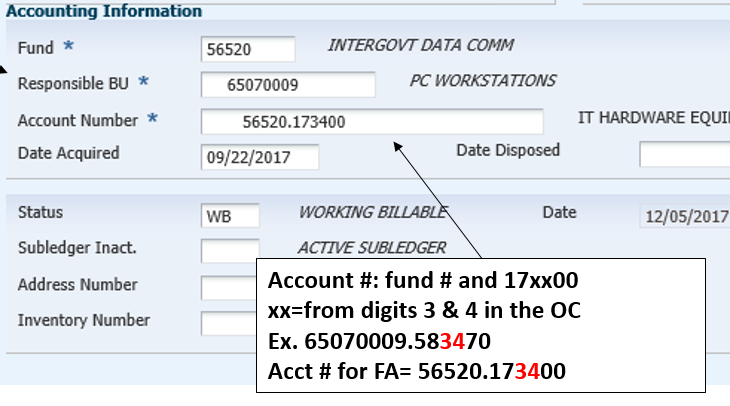 Accounting Information
Fund * 56520 INTERGOVT DATA COMM
Responsible BU * 65070009 PC WORKSTATIONS
Account Number * 56520.173400 IT HARDWARE
Date Acquired 09/22/2017 Date Disposed
Status WB WORKING BILLABLE Date 12/05/2017
Subledger Inact. ACTIVE SUBLEDGER
Address Number
Inventory Number
Account #: fund # and 17xx00
xx=from digits 3 & 4 in the OC
Ex. 65070009.583470
Acct # for FA= 56520.173400